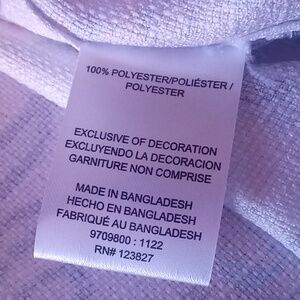 100% POLYESTER/POLIÉSTER /
POLYESTER
EXCLUSIVE OF DECORATION
EXCLUYENDO LA DECORACION
GARNITURE NON COMPRISE
MADE IN BANGLADESH
HECHO EN BANGLADESH
FABRIQUÉ AU BANGLADESH
9709800 : 1122
RN# 123827